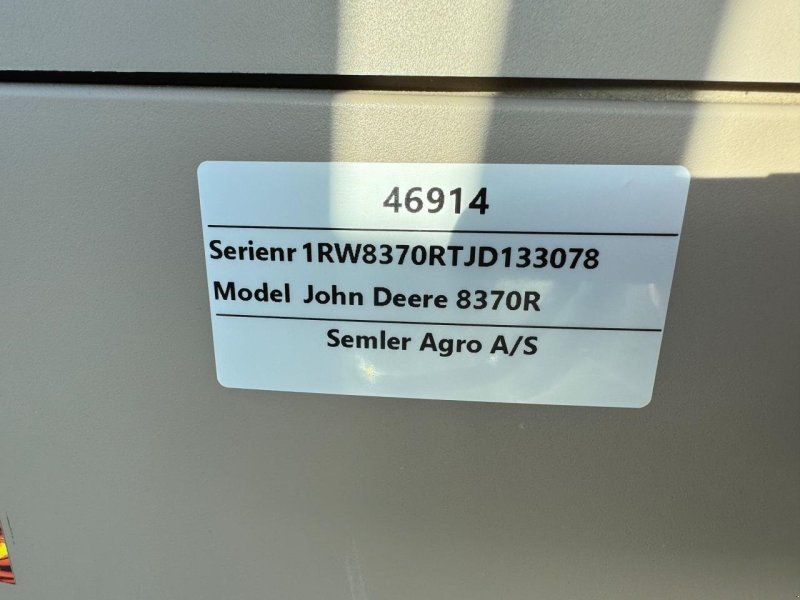 46914
Serienr 1RW8370RTJD133078
Model John Deere 8370R
Semler Agro A/S